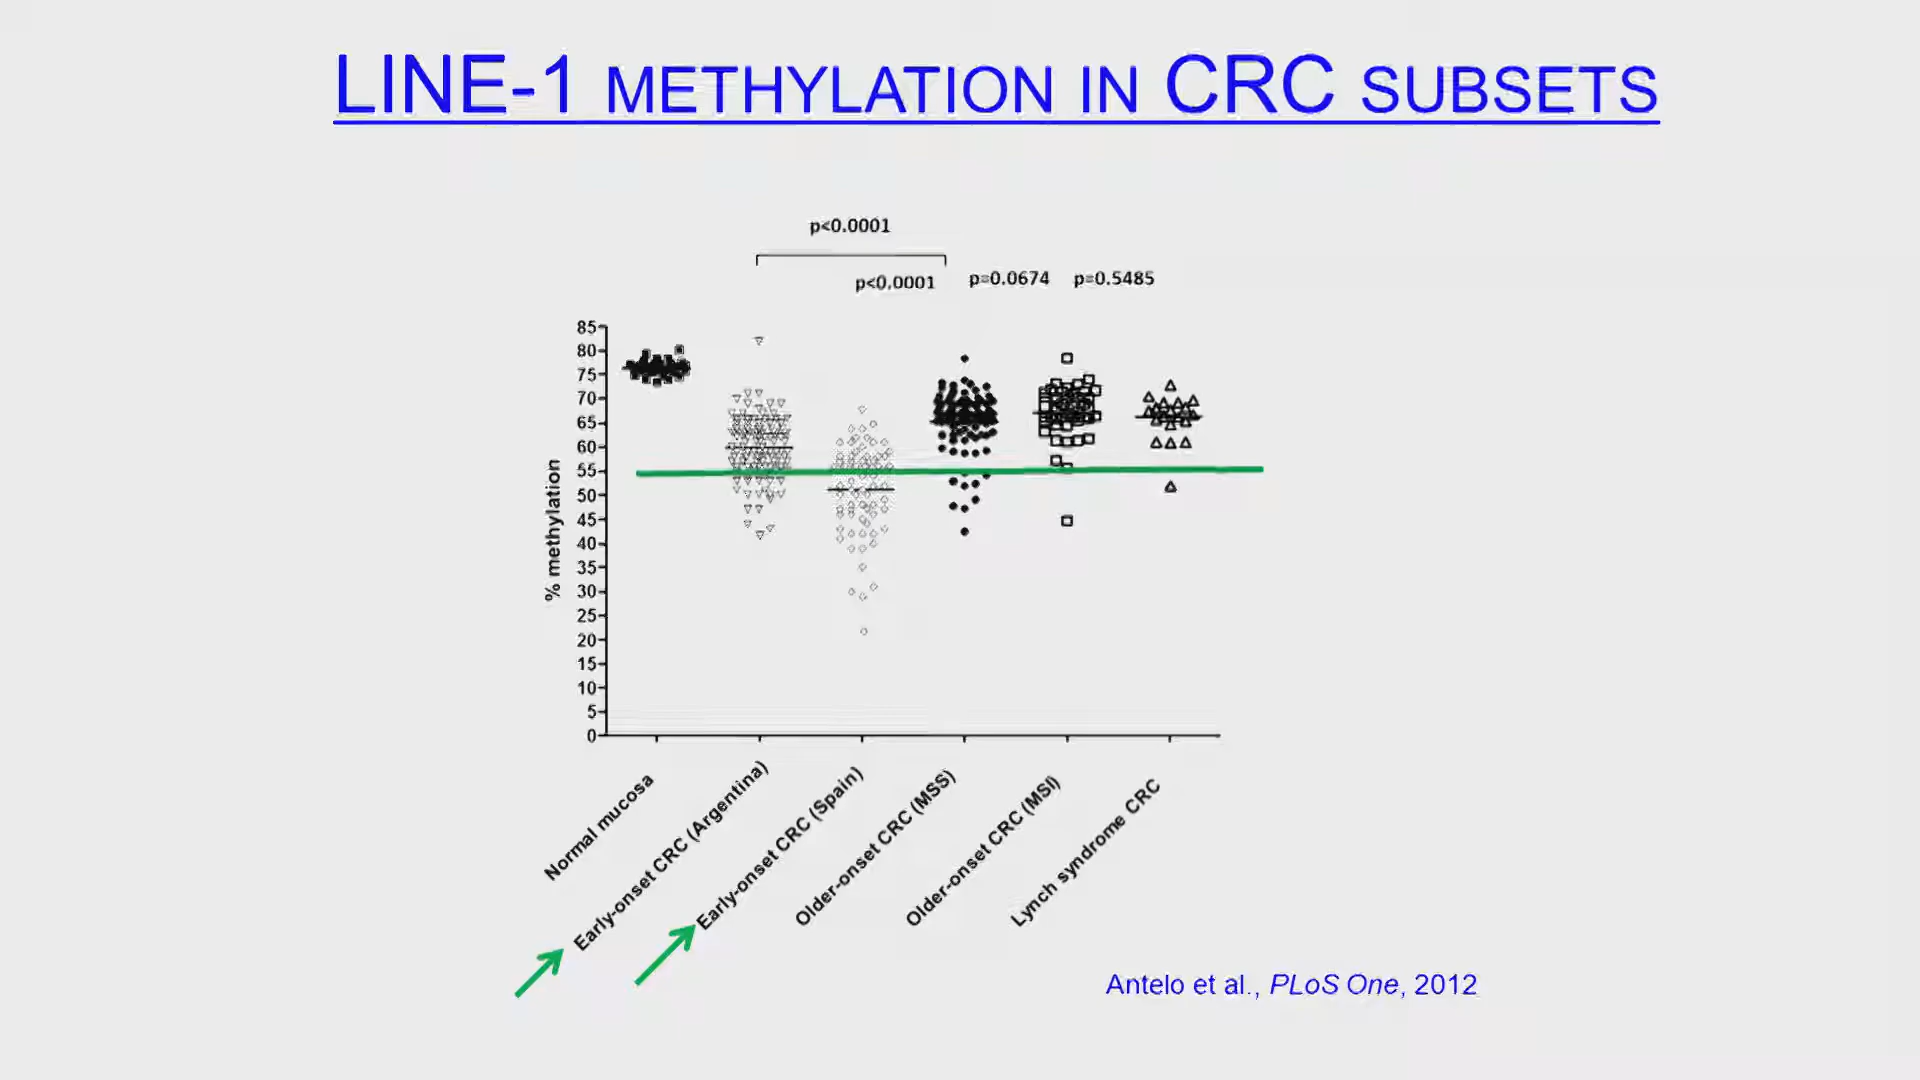 LINE-1 METHYLATION IN CRC SUBSETS
p<0.0001
p<0.0001 p=0.0674 p=0.5485
85
80
75
70
65
60
55
50
45
40
35
30
25
20
15
10
5
0
% methylation
Normal mucosa
Early-onset CRC (Argentina)
Early-onset CRC (Spain)
Older-onset CRC (MSS)
Older-onset CRC (MSI)
Lynch syndrome CRC
Antelo et al., PLoS One, 2012